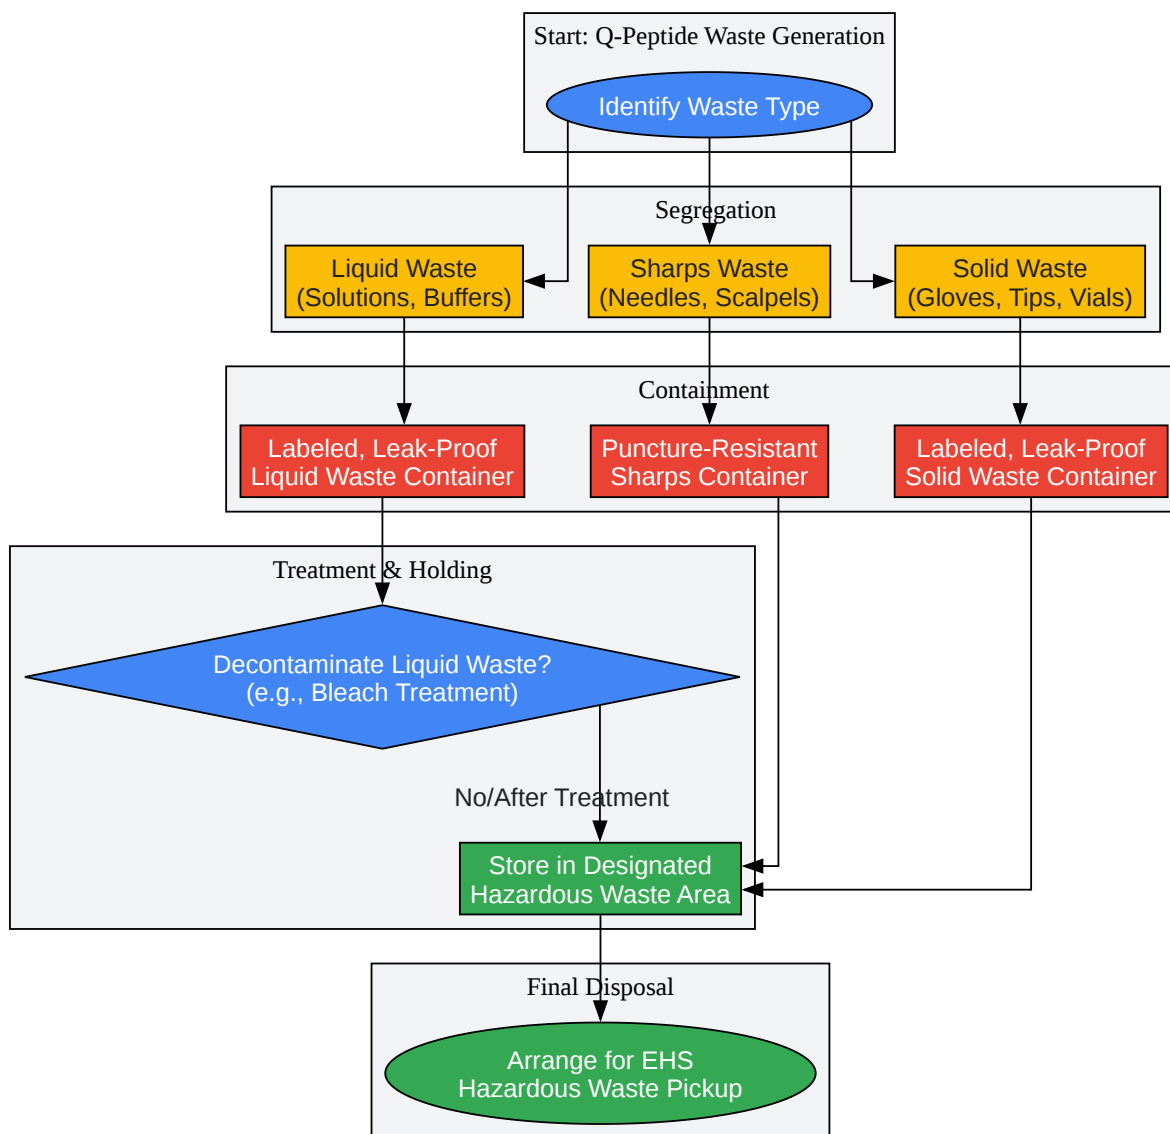 Start: Q-Peptide Waste Generation
Identify Waste Type
Segregation
Liquid Waste
(Solutions, Buffers)
Sharps Waste
(Needles, Scalpels)
Solid Waste
(Gloves, Tips, Vials)
Containment
Labeled, Leak-Proof
Liquid Waste Container
Puncture-Resistant
Sharps Container
Labeled, Leak-Proof
Solid Waste Container
Treatment & Holding
Decontaminate Liquid Waste?
(e.g., Bleach Treatment)
No/After Treatment
Store in Designated
Hazardous Waste Area
Final Disposal
Arrange for EHS
Hazardous Waste Pickup